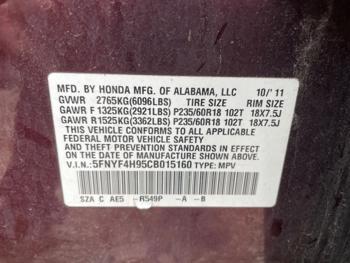 MFD. BY HONDA MFG. OF ALABAMA, LLC 10/'11
GVWR 2765KG(6096LBS) TIRE SIZE RIM SIZE
GAWR F 1325KG(2921LBS) P235/60R18 102T 18X7.5J
GAWR R1525KG(3362LBS) P235/60R18 102T 18X7.5J
THIS VEHICLE CONFORMS TO ALL APPLICABLE FEDERAL
MOTOR VEHICLE SAFETY AND THEFT PREVENTION
STANDARDS IN EFFECT ON THE DATE OF MANUFACTURE
SHOWN ABOVE.
V.I.N.:5FNYF4H95CB015160 TYPE: MPV
SZA C AE5 -R549P -A -B